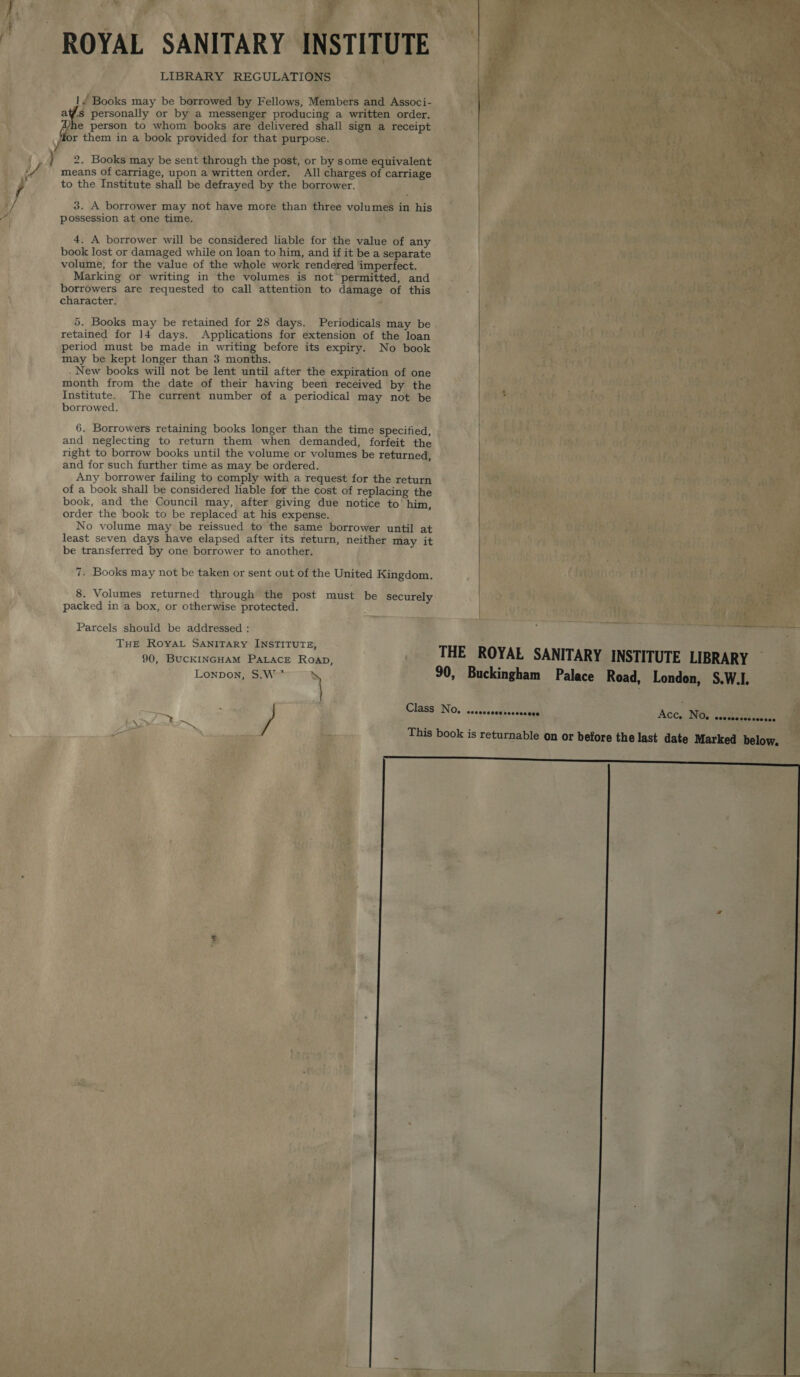 ROYAL SANITARY INSTITUTE
LIBRARY REGULATIONS
1. Books may be borrowed by Fellows, Members and Associ-
personally or by a messenger producing a written order.
The person to whom books are delivered shall sign a receipt
for them in a book provided for that purpose.
2. Books may be sent through the post, or by some equivalent
means of carriage, upon a written order. All charges of carriage
to the Institute shall be defrayed by the borrower.
3. A borrower may not have more than three volumes in his
possession at one time.
4. A borrower will be considered liable for the value of any
book lost or damaged while on loan to him, and if it be a separate
volume, for the value of the whole work rendered imperfect.
Marking or writing in the volumes is not permitted, and
borrowers are requested to call attention to damage of this
character.
5. Books may be retained for 28 days. Periodicals may be
retained for 14 days. Applications for extension of the loan
period must be made in writing before its expiry. No book
may be kept longer than 3 months.
New books will not be lent until after the expiration of one
month from the date of their having been received by the
Institute. The current number of a periodical may not be
borrowed.
6. Borrowers retaining books longer than the time specified,
and neglecting to return them when demanded, forfeit the
right to borrow books until the volume or volumes be returned,
and for such further time as may be ordered.
Any borrower failing to comply with a request for the return
of a book shall be considered liable for the cost of replacing the
book, and the Council may, after giving due notice to him,
order the book to be replaced at his expense.
No volume may be reissued to the same borrower until at
least seven days have elapsed after its return, neither may it
be transferred by one borrower to another.
7. Books may not be taken or sent out of the United Kingdom.
8. Volumes returned through the post must be securely
packed in a box, or otherwise protected.
Parcels should be addressed :
THE ROYAL SANITARY INSTITUTE,
90, BUCKINGHAM PALACE ROAD,
LONDON, S.W
THE ROYAL SANITARY INSTITUTE LIBRARY
90, Buckingham Palace Road, London, S.W.I.
Class No. ................. Acc. No. ...............
This book is returnable on or before the last date Marked below.